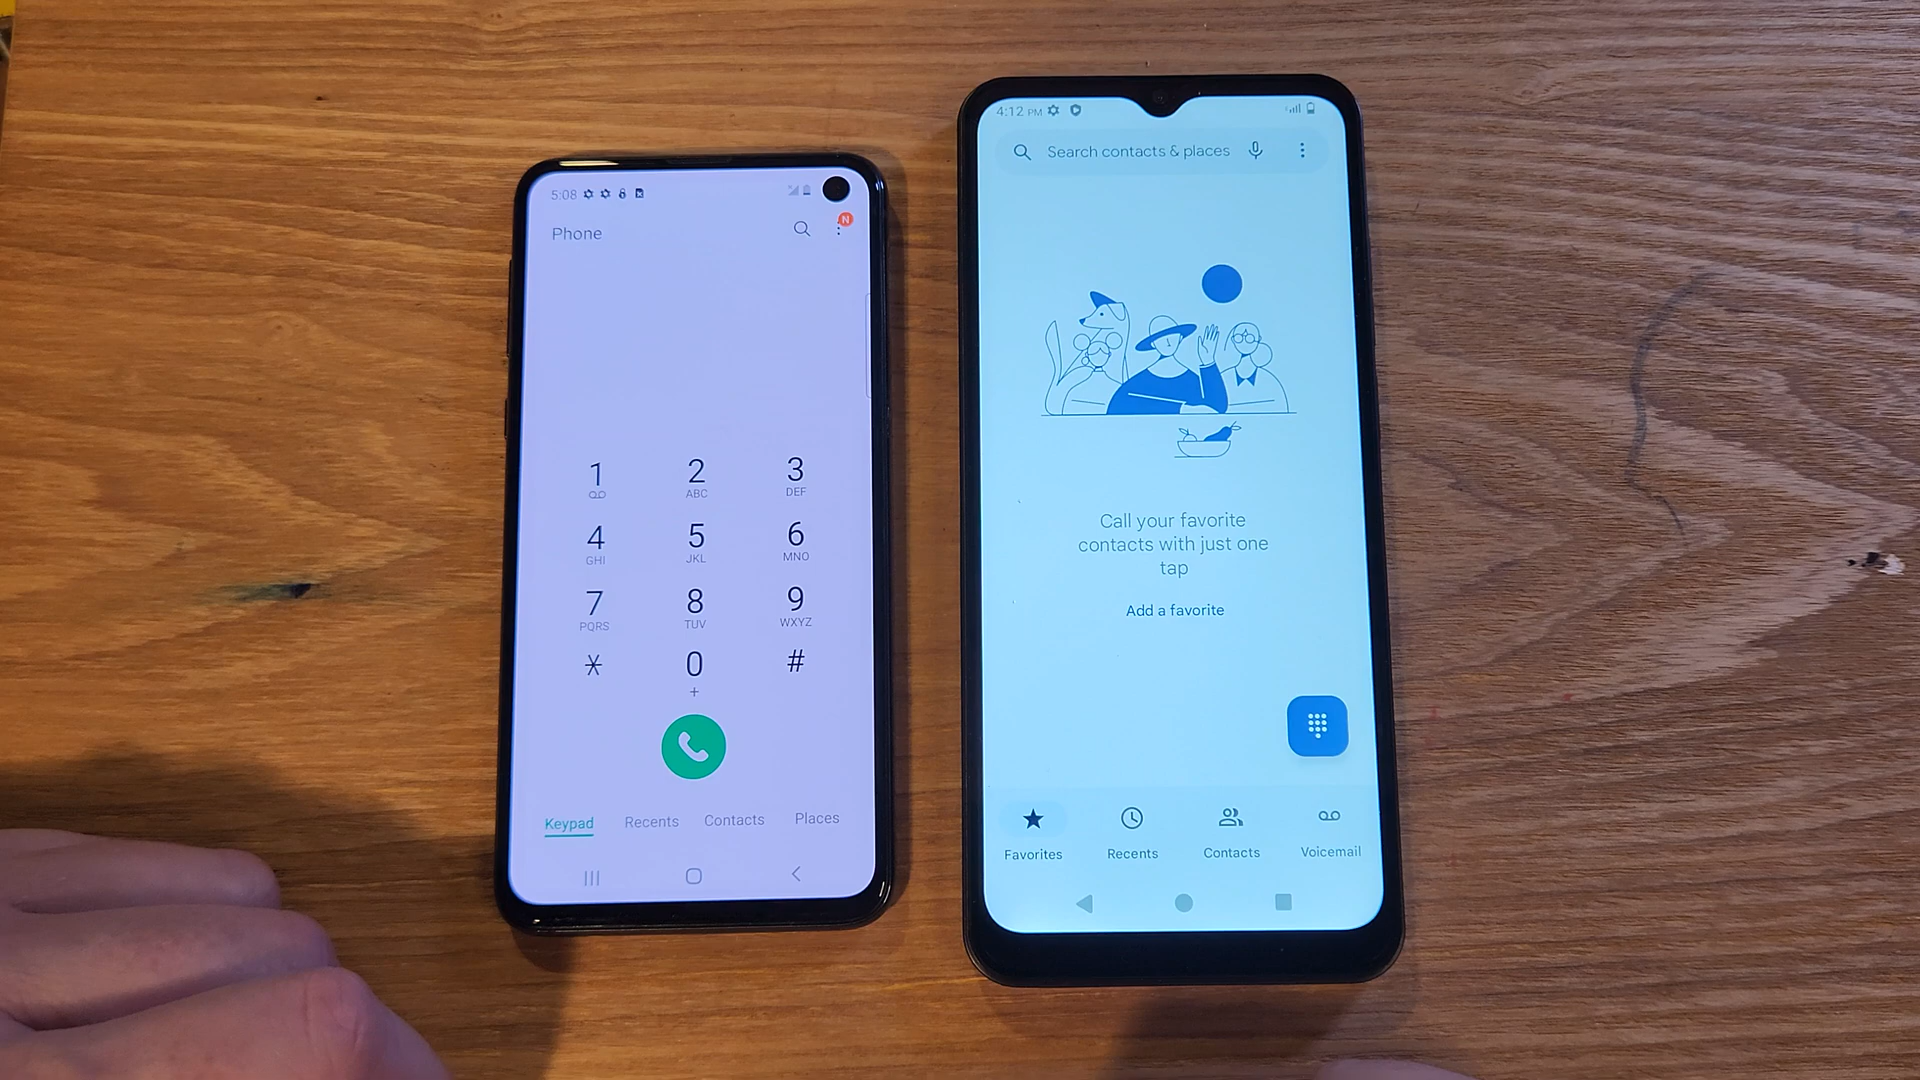 5:08
N
Phone
1
2
ABC
3
DEF
4
GHI
5
JKL
6
MNO
7
PQRS
8
TUV
9
WXYZ
*
0
+
#
Keypad Recents Contacts Places
4:12 PM
Search contacts & places
Call your favorite
contacts with just one
tap
Add a favorite
Favorites Recents Contacts Voicemail